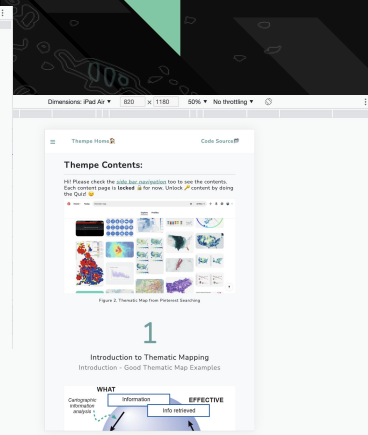 Dimensions: iPad Air ▼ 820 × 1180 50% ▼ No throttling ▼
Thempe Home Code Source
Thempe Contents:
Hi! Please check the side bar navigation too to see the contents.
Each content page is locked 🔒 for now. Unlock 🔑 content by doing
the Quiz! 😉
Figure 2. Thematic Map from Pinterest Searching
1
Introduction to Thematic Mapping
Introduction - Good Thematic Map Examples
WHAT
Cartographic
information
analysis
Information
EFFECTIVE
Info retrieved